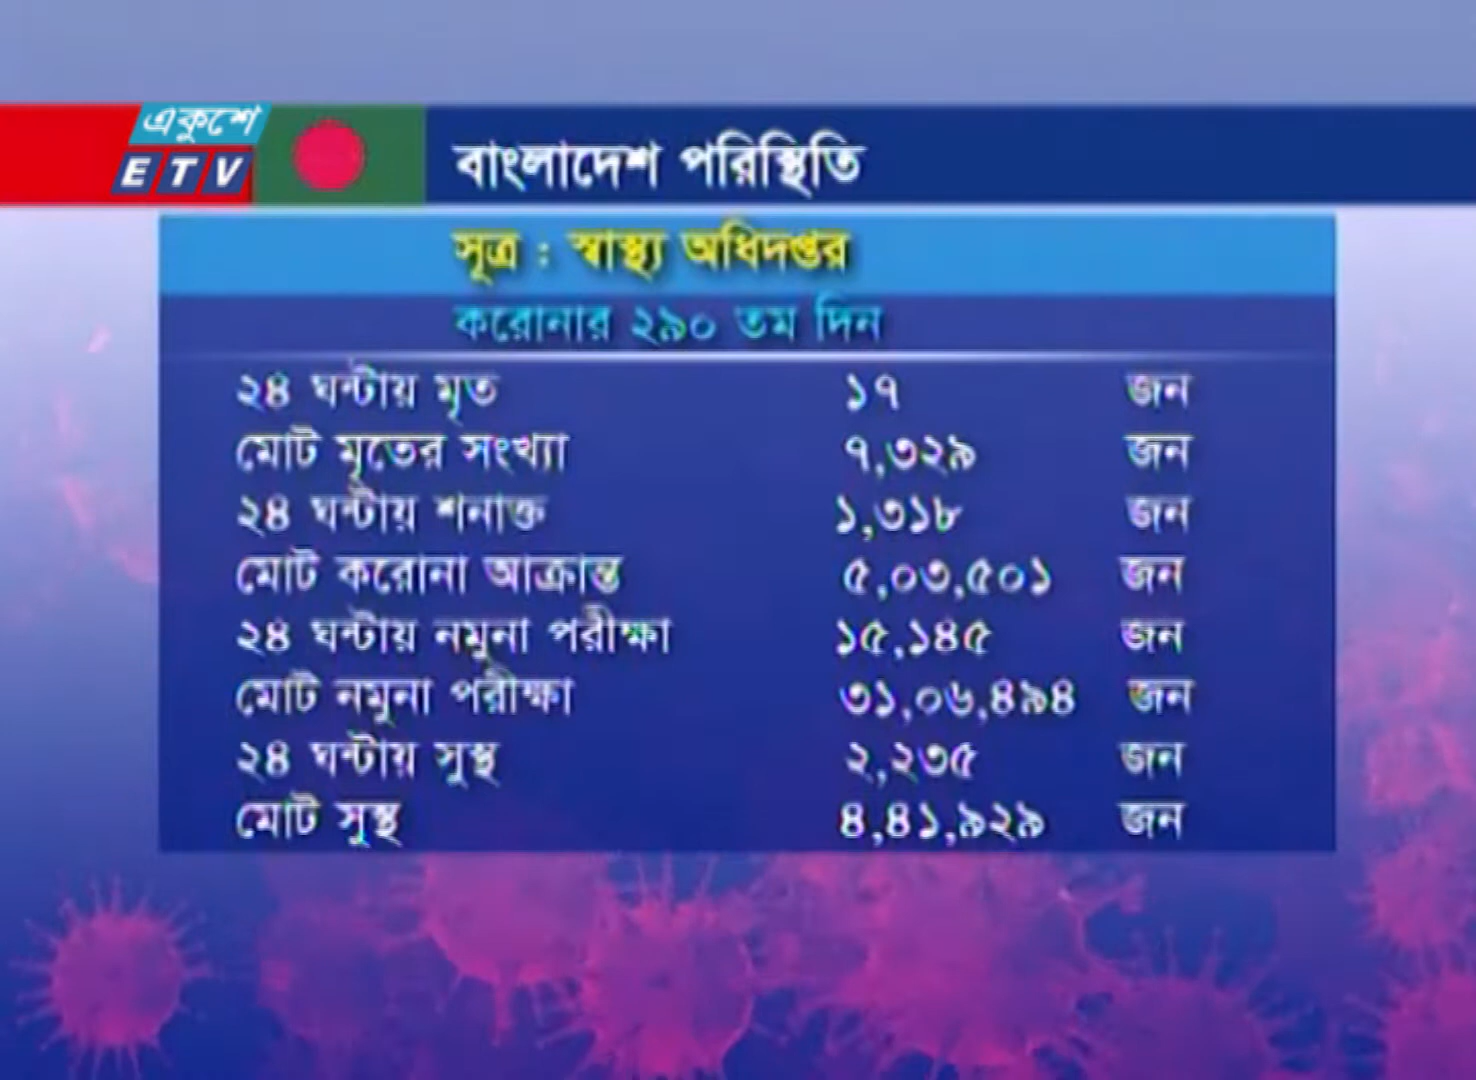 একুশে
ETV
বাংলাদেশ পরিস্থিতি
সূত্র : স্বাস্থ্য অধিদপ্তর
করোনার ২৯০ তম দিন
২৪ ঘন্টায় মৃত ১৭ জন
মোট মৃতের সংখ্যা ৭,৩২৯ জন
২৪ ঘন্টায় শনাক্ত ১,৩১৮ জন
মোট করোনা আক্রান্ত ৫,০৩,৫০১ জন
২৪ ঘন্টায় নমুনা পরীক্ষা ১৫,১৪৫ জন
মোট নমুনা পরীক্ষা ৩১,০৬,৪৯৪ জন
২৪ ঘন্টায় সুস্থ ২,২৩৫ জন
মোট সুস্থ ৪,৪১,৯২৯ জন